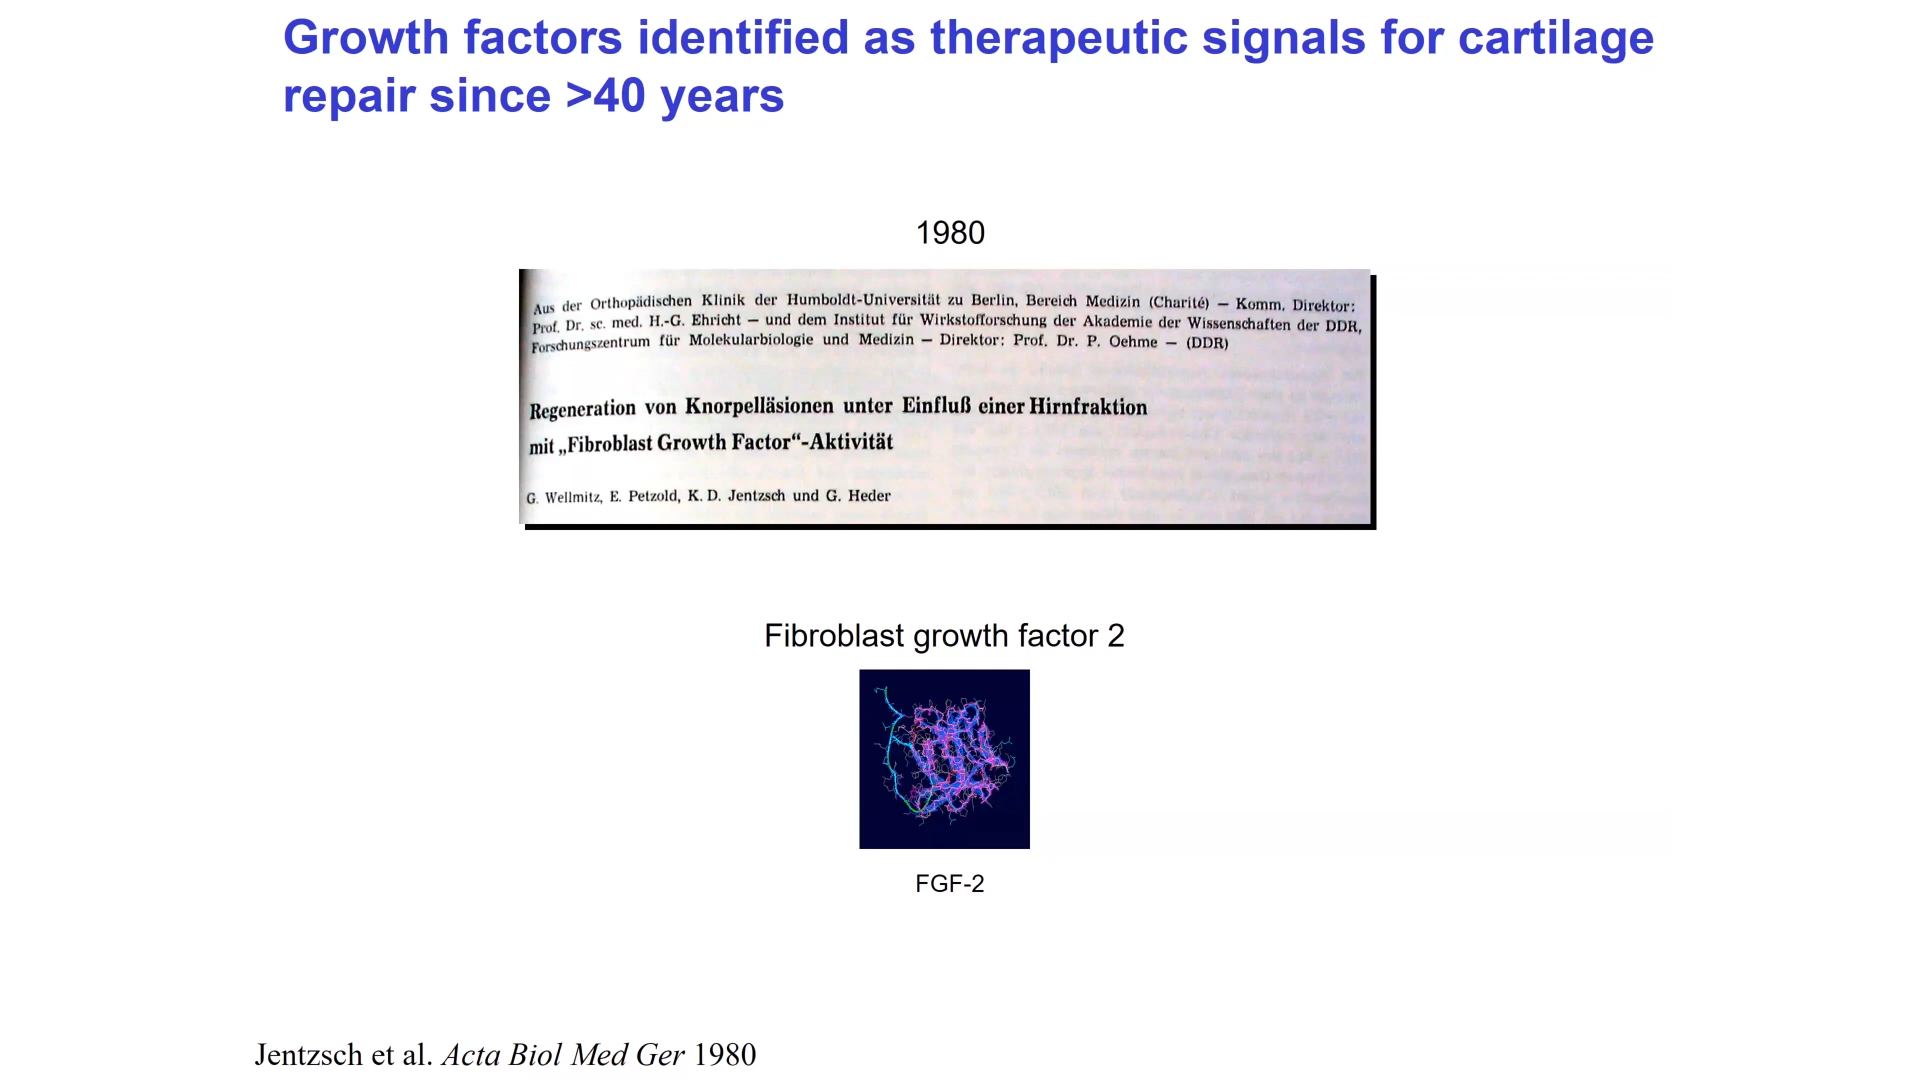 Growth factors identified as therapeutic signals for cartilage
repair since >40 years
1980
Aus der Orthopädischen Klinik der Humboldt-Universität zu Berlin, Bereich Medizin (Charité) — Komm. Direktor:
Prof. Dr. sc. med. H.-G. Ehricht — und dem Institut für Wirkstofforschung der Akademie der Wissenschaften der DDR,
Forschungszentrum für Molekularbiologie und Medizin — Direktor: Prof. Dr. P. Oehme — (DDR)
Regeneration von Knorpelläsionen unter Einfluß einer Hirnfraktion
mit „Fibroblast Growth Factor“-Aktivität
G. Wellmitz, E. Petzold, K. D. Jentzsch und G. Heder
Fibroblast growth factor 2
FGF-2
Jentzsch et al. Acta Biol Med Ger 1980